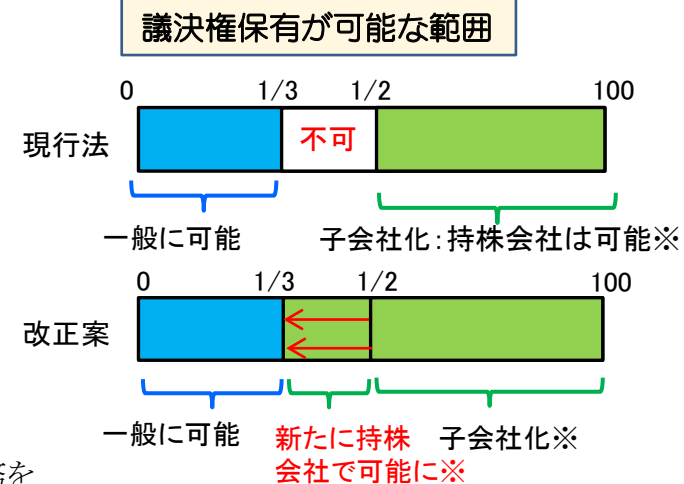 議決権保有が可能な範囲
0 1/3 1/2 100
現行法 不可
一般に可能 子会社化:持株会社は可能※
0 1/3 1/2 100
改正案
一般に可能 新たに持株 子会社化※
会社で可能に※
を